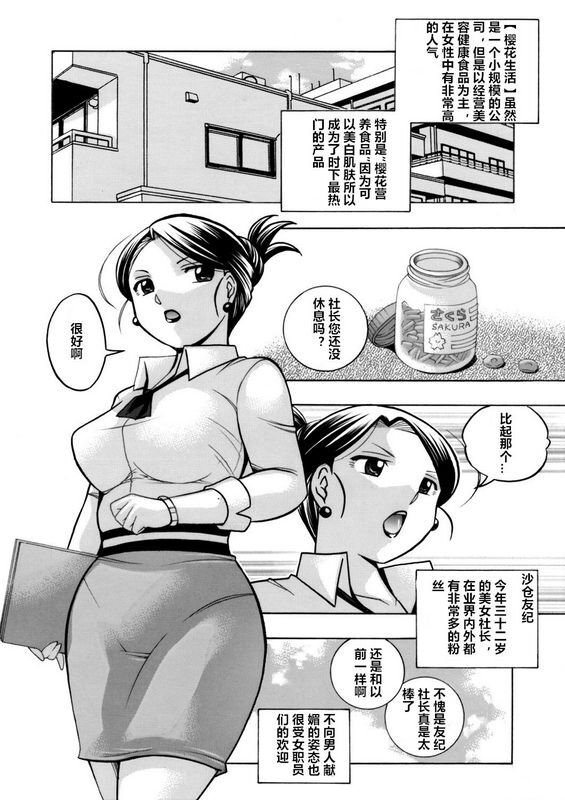 【樱花生活】虽然
是一个小规模的公
司，但是以经营美
容健康食品为主，
在女性中有非常高
的人气
特别是“樱花营
养食品”因为可
以美白肌肤所以
成为了时下最热
门的产品
さくら
SAKURA
社长您还没
休息吗？
很好啊
比起那个…
沙仓友纪
今年三十二岁
的美女社长，
在业界内外都
有非常多的粉
丝
不愧是友纪
社长真是太
棒了
还是和以
前一样啊
不向男人献
媚的姿态也
很受女职员
们的欢迎